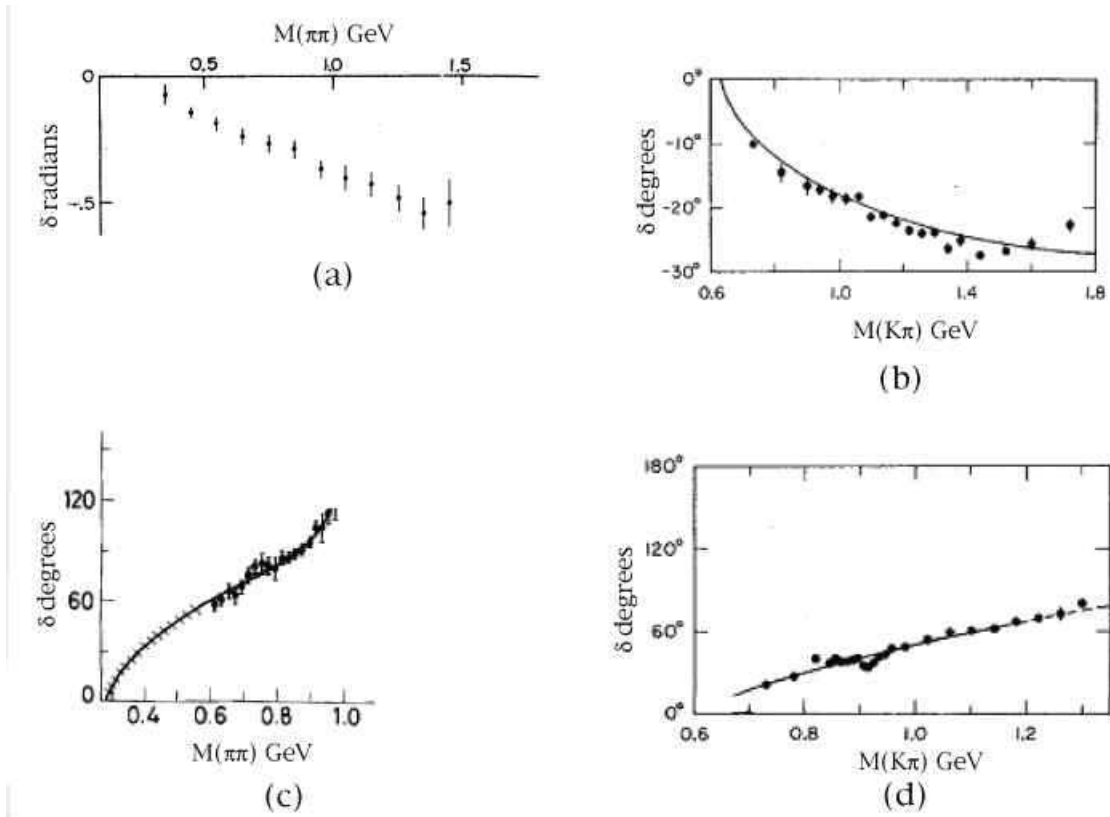 M(ππ) GeV
0 0.5 1.0 1.5
δ radians
-.5
(a)
0°
-10°
δ degrees
-20°
-30°
0.6 1.0 1.4 1.8
M(Kπ) GeV
(b)
120
δ degrees
60
0
0.4 0.6 0.8 1.0
M(ππ) GeV
(c)
180°
120°
δ degrees
60°
0°
0.6 0.8 1.0 1.2
M(Kπ) GeV
(d)